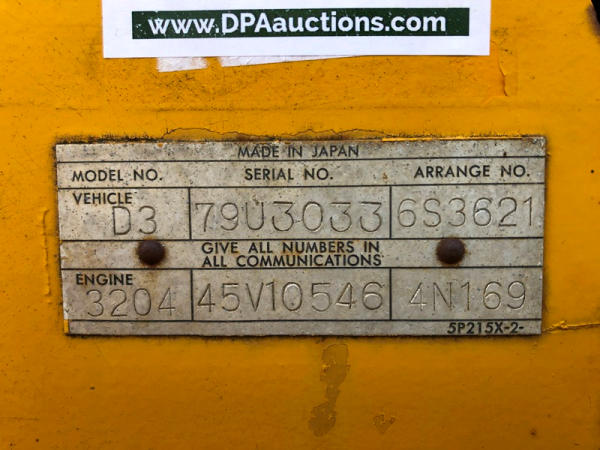 www.DPAauctions.com
MADE IN JAPAN
MODEL NO. SERIAL NO. ARRANGE NO.
VEHICLE
D3 79U3033 6S3621
GIVE ALL NUMBERS IN
ALL COMMUNICATIONS
ENGINE
3204 45V10546 4N169
5P215X-2-